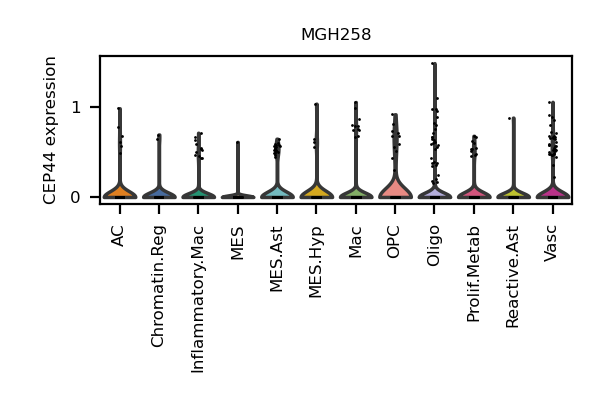 MGH258
CEP44 expression
1
0
AC
Chromatin.Reg
Inflammatory.Mac
MES
MES.Ast
MES.Hyp
Mac
OPC
Oligo
Prolif.Metab
Reactive.Ast
Vasc